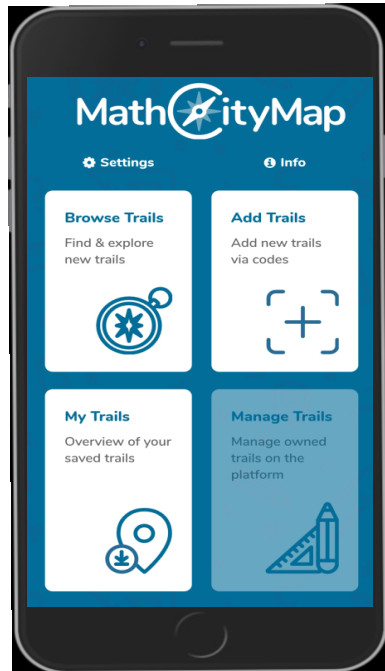 MathCityMap
Settings
Info
Browse Trails
Find & explore
new trails
Add Trails
Add new trails
via codes
My Trails
Overview of your
saved trails
Manage Trails
Manage owned
trails on the
platform